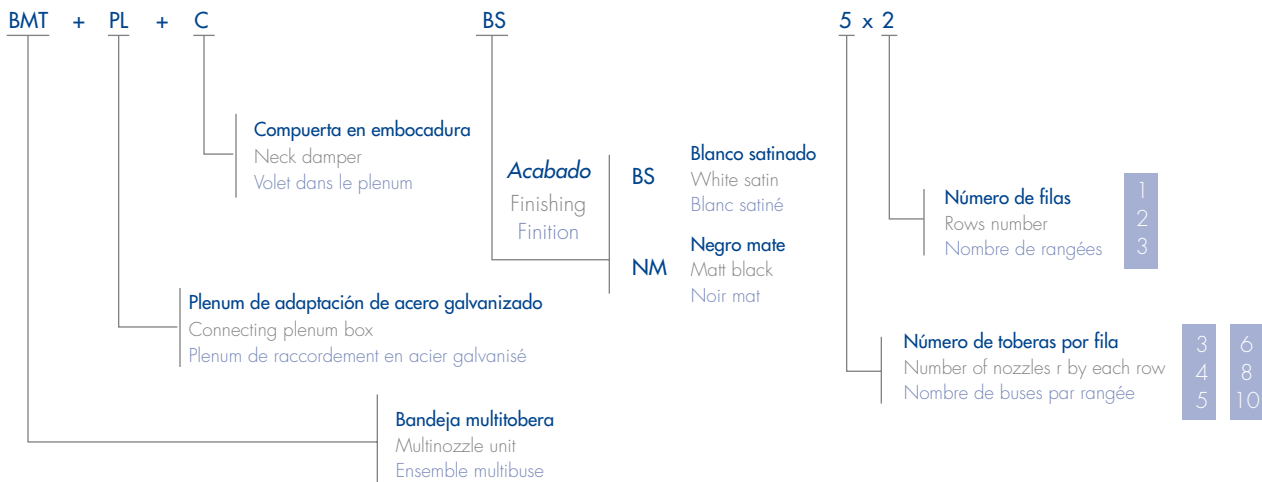 BMT + PL + C BS 5 x 2
Compuerta en embocadura
Neck damper
Volet dans le plenum
Acabado
Finishing
Finition
BS
Blanco satinado
White satin
Blanc satiné
NM
Negro mate
Matt black
Noir mat
Número de filas
Rows number
Nombre de rangées
1
2
3
Plenum de adaptación de acero galvanizado
Connecting plenum box
Plenum de raccordement en acier galvanisé
Número de toberas por fila
Number of nozzles r by each row
Nombre de buses par rangée
3 6
4 8
5 10
Bandeja multitobera
Multinozzle unit
Ensemble multibuse